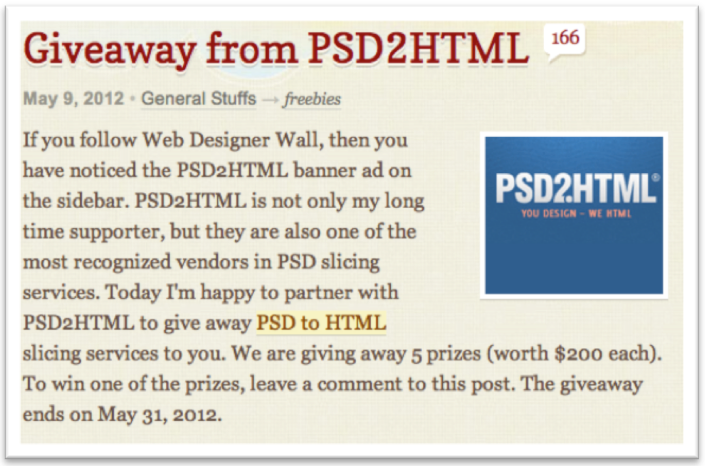 Giveaway from PSD2HTML 166
May 9, 2012 • General Stuffs → freebies
If you follow Web Designer Wall, then you
have noticed the PSD2HTML banner ad on
the sidebar. PSD2HTML is not only my long
time supporter, but they are also one of the
most recognized vendors in PSD slicing
services. Today I'm happy to partner with
PSD2HTML to give away PSD to HTML
slicing services to you. We are giving away 5 prizes (worth $200 each).
To win one of the prizes, leave a comment to this post. The giveaway
ends on May 31, 2012.
PSD2HTML®
YOU DESIGN – WE HTML